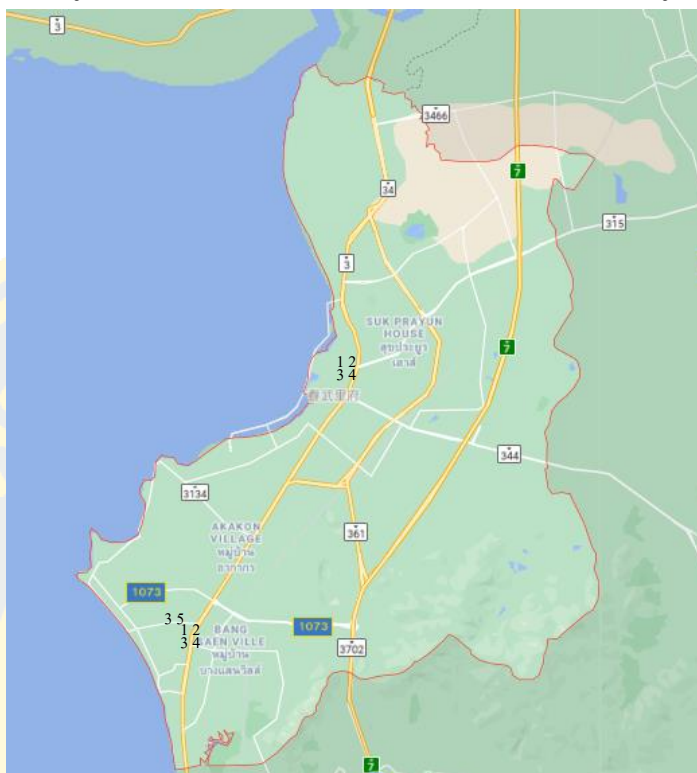 3
3466
34
7
315
3
SUK PRAYUN
HOUSE
สุขประยูร
เฮาส์
7
1 2
3 4
春武里府
344
3134
AKAKON
VILLAGE
หมู่บ้าน
อากากร
361
1073
3 5
1 2
3 4
BANG
SAEN VILLE
หมู่บ้าน
บางแสนวิลล์
1073
3702
7